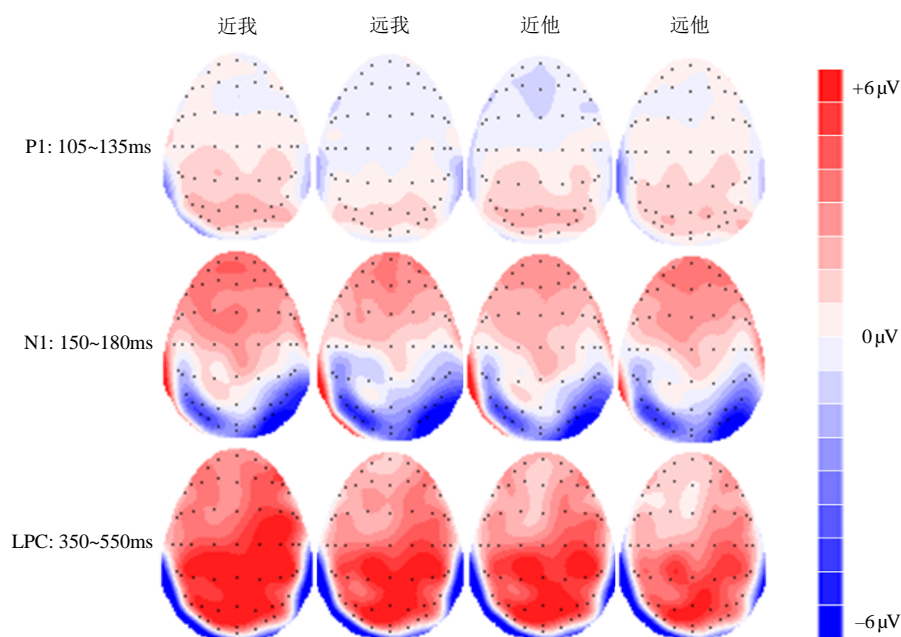 近我 远我 近他 远他
+6 μV
P1: 105~135ms
N1: 150~180ms
0 μV
LPC: 350~550ms
–6 μV